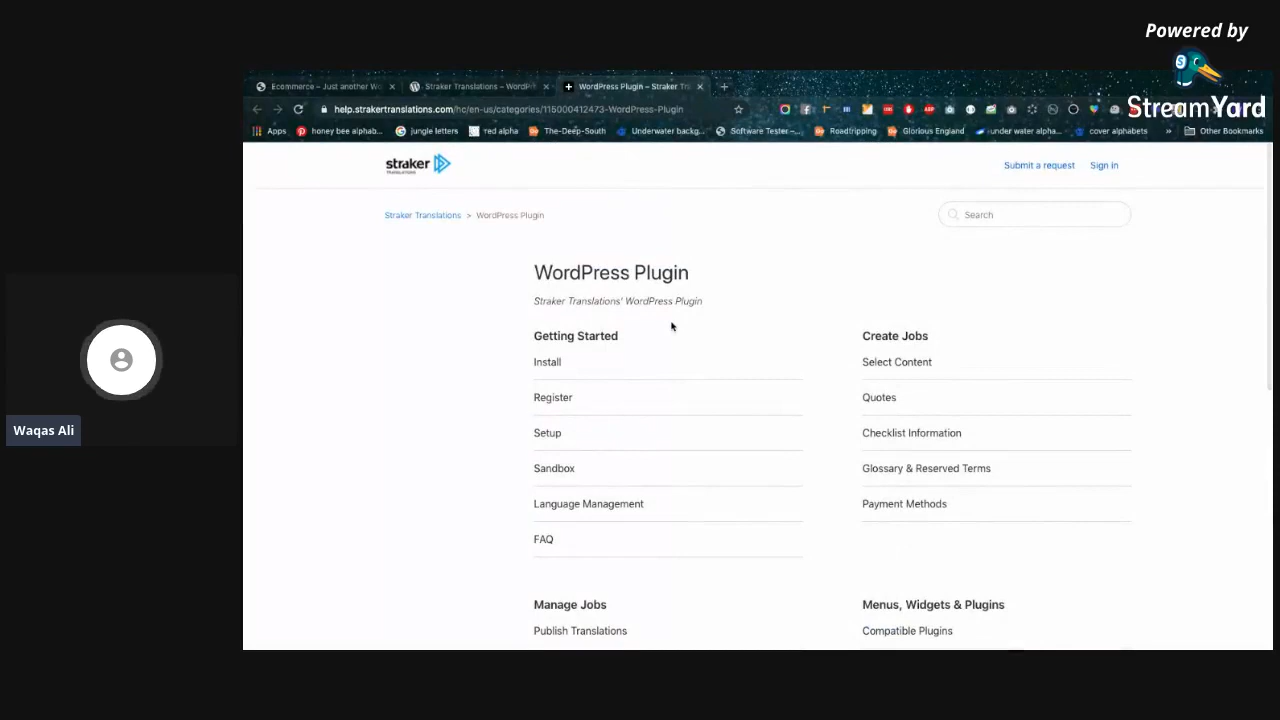 Powered by
StreamYard
Ecommerce – Just another Wo
Straker Translations – WordP
WordPress Plugin – Straker Tr
help.strakertranslations.com/hc/en-us/categories/115000412473-WordPress-Plugin
Apps
honey bee alphab...
jungle letters
red alpha
The-Deep-South
Underwater backg...
Software Tester –...
Roadtripping
Glorious England
under water alpha...
cover alphabets
»
Other Bookmarks
straker
TRANSLATIONS
Submit a request
Sign in
Straker Translations > WordPress Plugin
Search
WordPress Plugin
Straker Translations' WordPress Plugin
Getting Started
Install
Register
Setup
Sandbox
Language Management
FAQ
Create Jobs
Select Content
Quotes
Checklist Information
Glossary & Reserved Terms
Payment Methods
Manage Jobs
Publish Translations
Menus, Widgets & Plugins
Compatible Plugins
Waqas Ali